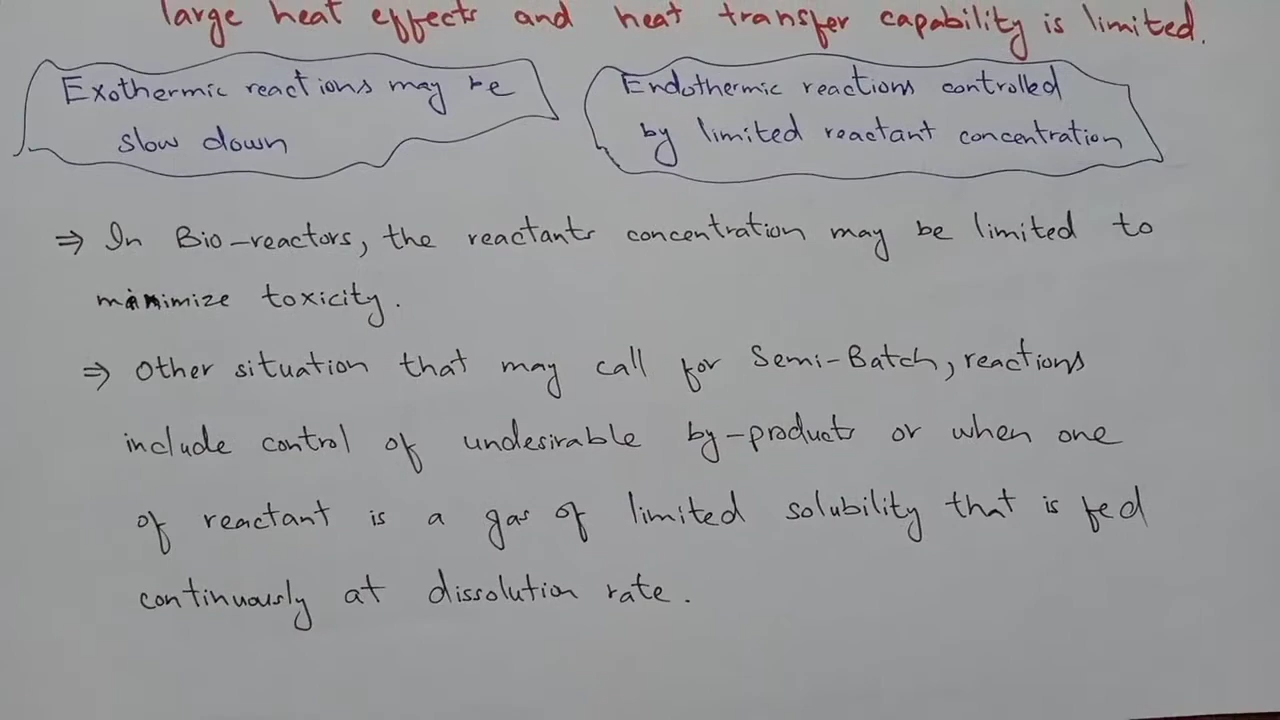 large heat effects and heat transfer capability is limited.
Exothermic reactions may be
slow down
Endothermic reactions controlled
by limited reactant concentration
⇒ In Bio-reactors, the reactants concentration may be limited to
minimize toxicity.
⇒ Other situation that may call for Semi-Batch, reactions
include control of undesirable by-products or when one
of reactant is a gas of limited solubility that is fed
continuously at dissolution rate.